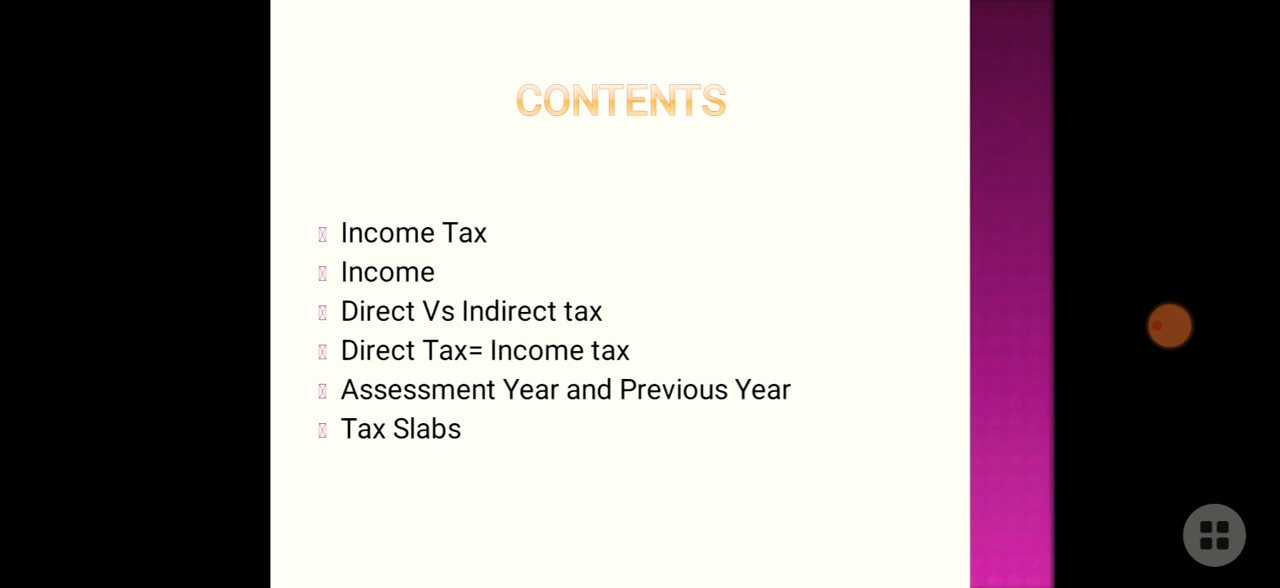 CONTENTS
Income Tax
Income
Direct Vs Indirect tax
Direct Tax= Income tax
Assessment Year and Previous Year
Tax Slabs